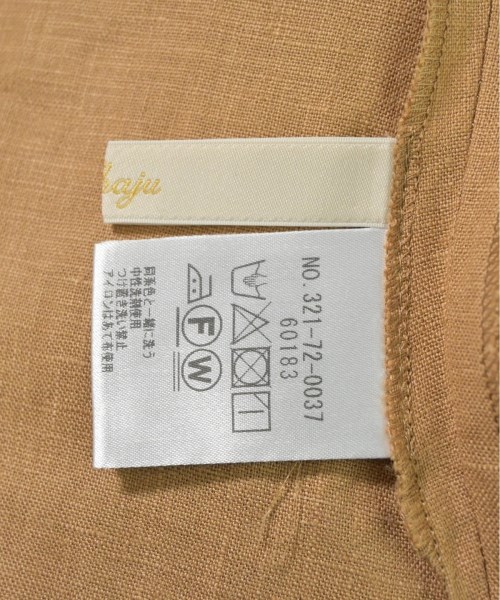 haju
NO. 321-72-0037
60183
F W
同系色と一緒に洗う
中性洗剤使用
つけ置き洗い禁止
アイロンはあて布使用